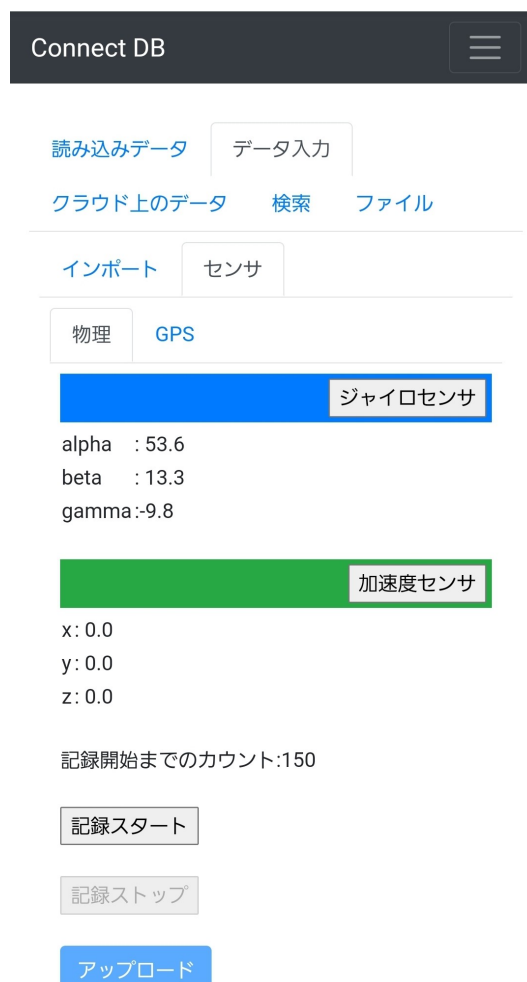 Connect DB
読み込みデータ データ入力
クラウド上のデータ 検索 ファイル
インポート センサ
物理 GPS
ジャイロセンサ
alpha : 53.6
beta : 13.3
gamma :-9.8
加速度センサ
x : 0.0
y : 0.0
z : 0.0
記録開始までのカウント:150
記録スタート
記録ストップ
アップロード